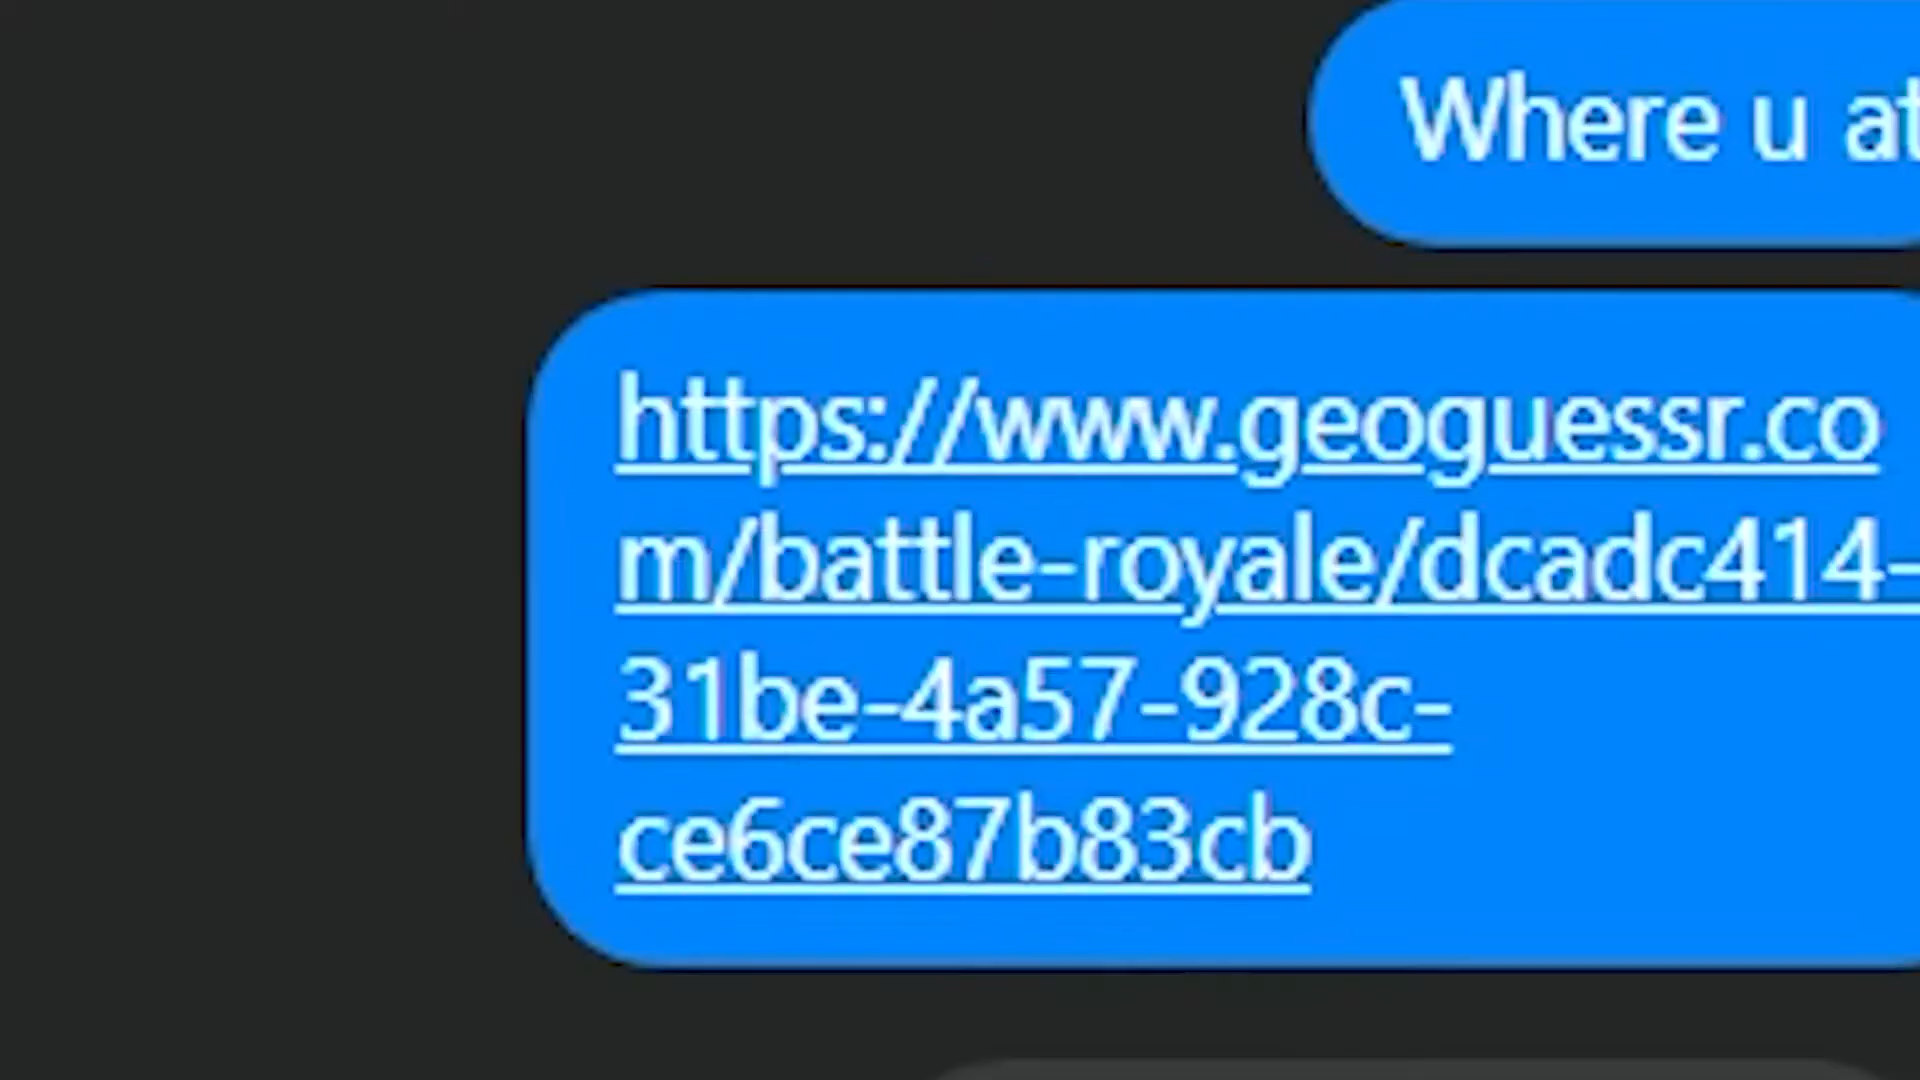 Where u at
https://www.geoguessr.co
m/battle-royale/dcadc414-
31be-4a57-928c-
ce6ce87b83cb